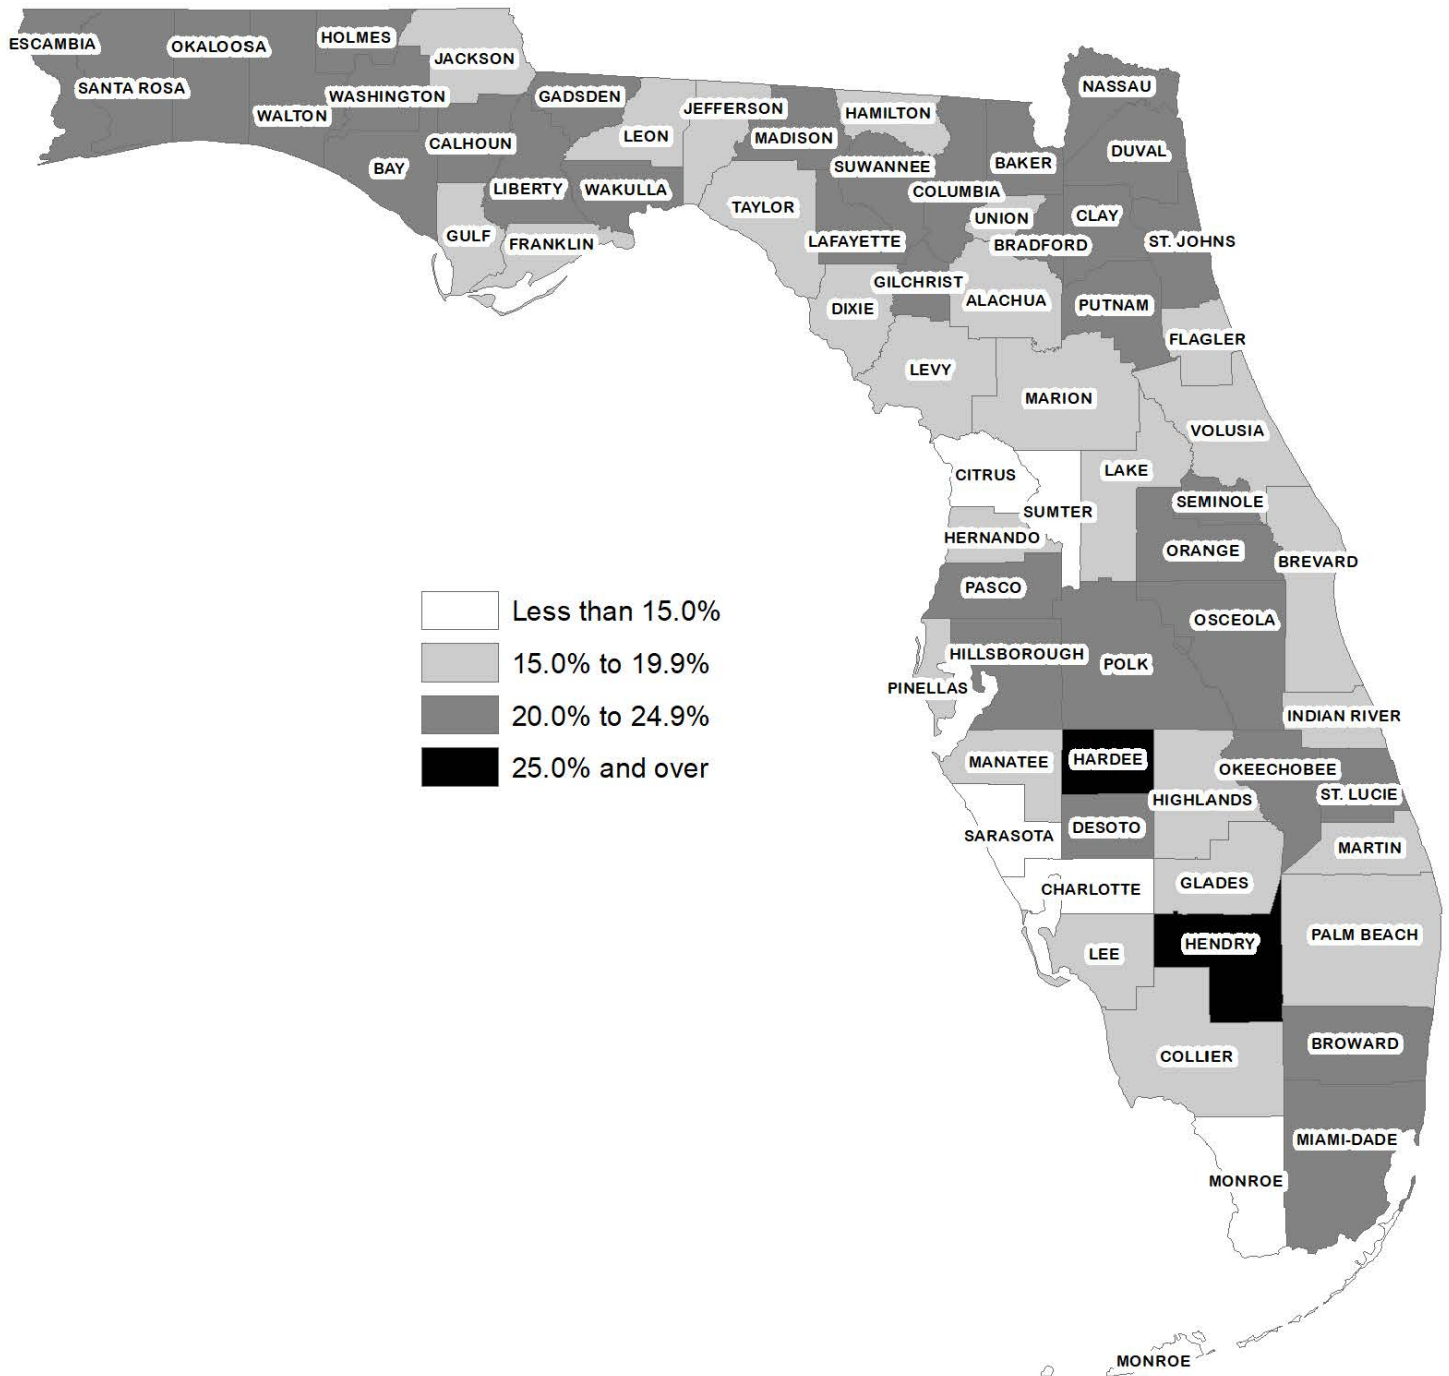 ESCAMBIA
OKALOOSA
HOLMES
JACKSON
SANTA ROSA
WASHINGTON
WALTON
GADSDEN
NASSAU
JEFFERSON
HAMILTON
LEON
MADISON
CALHOUN
DUVAL
BAY
SUWANNEE
BAKER
LIBERTY
WAKULLA
COLUMBIA
TAYLOR
UNION
CLAY
GULF
FRANKLIN
LAFAYETTE
BRADFORD
ST. JOHNS
GILCHRIST
DIXIE
ALACHUA
PUTNAM
FLAGLER
LEVY
MARION
VOLUSIA
CITRUS
LAKE
SUMTER
SEMINOLE
HERNANDO
ORANGE
BREVARD
PASCO
Less than 15.0%
OSCEOLA
15.0% to 19.9%
HILLSBOROUGH
POLK
PINELLAS
20.0% to 24.9%
INDIAN RIVER
25.0% and over
MANATEE
HARDEE
OKEECHOBEE
HIGHLANDS
ST. LUCIE
SARASOTA
DESOTO
MARTIN
CHARLOTTE
GLADES
LEE
HENDRY
PALM BEACH
COLLIER
BROWARD
MIAMI-DADE
MONROE
MONROE